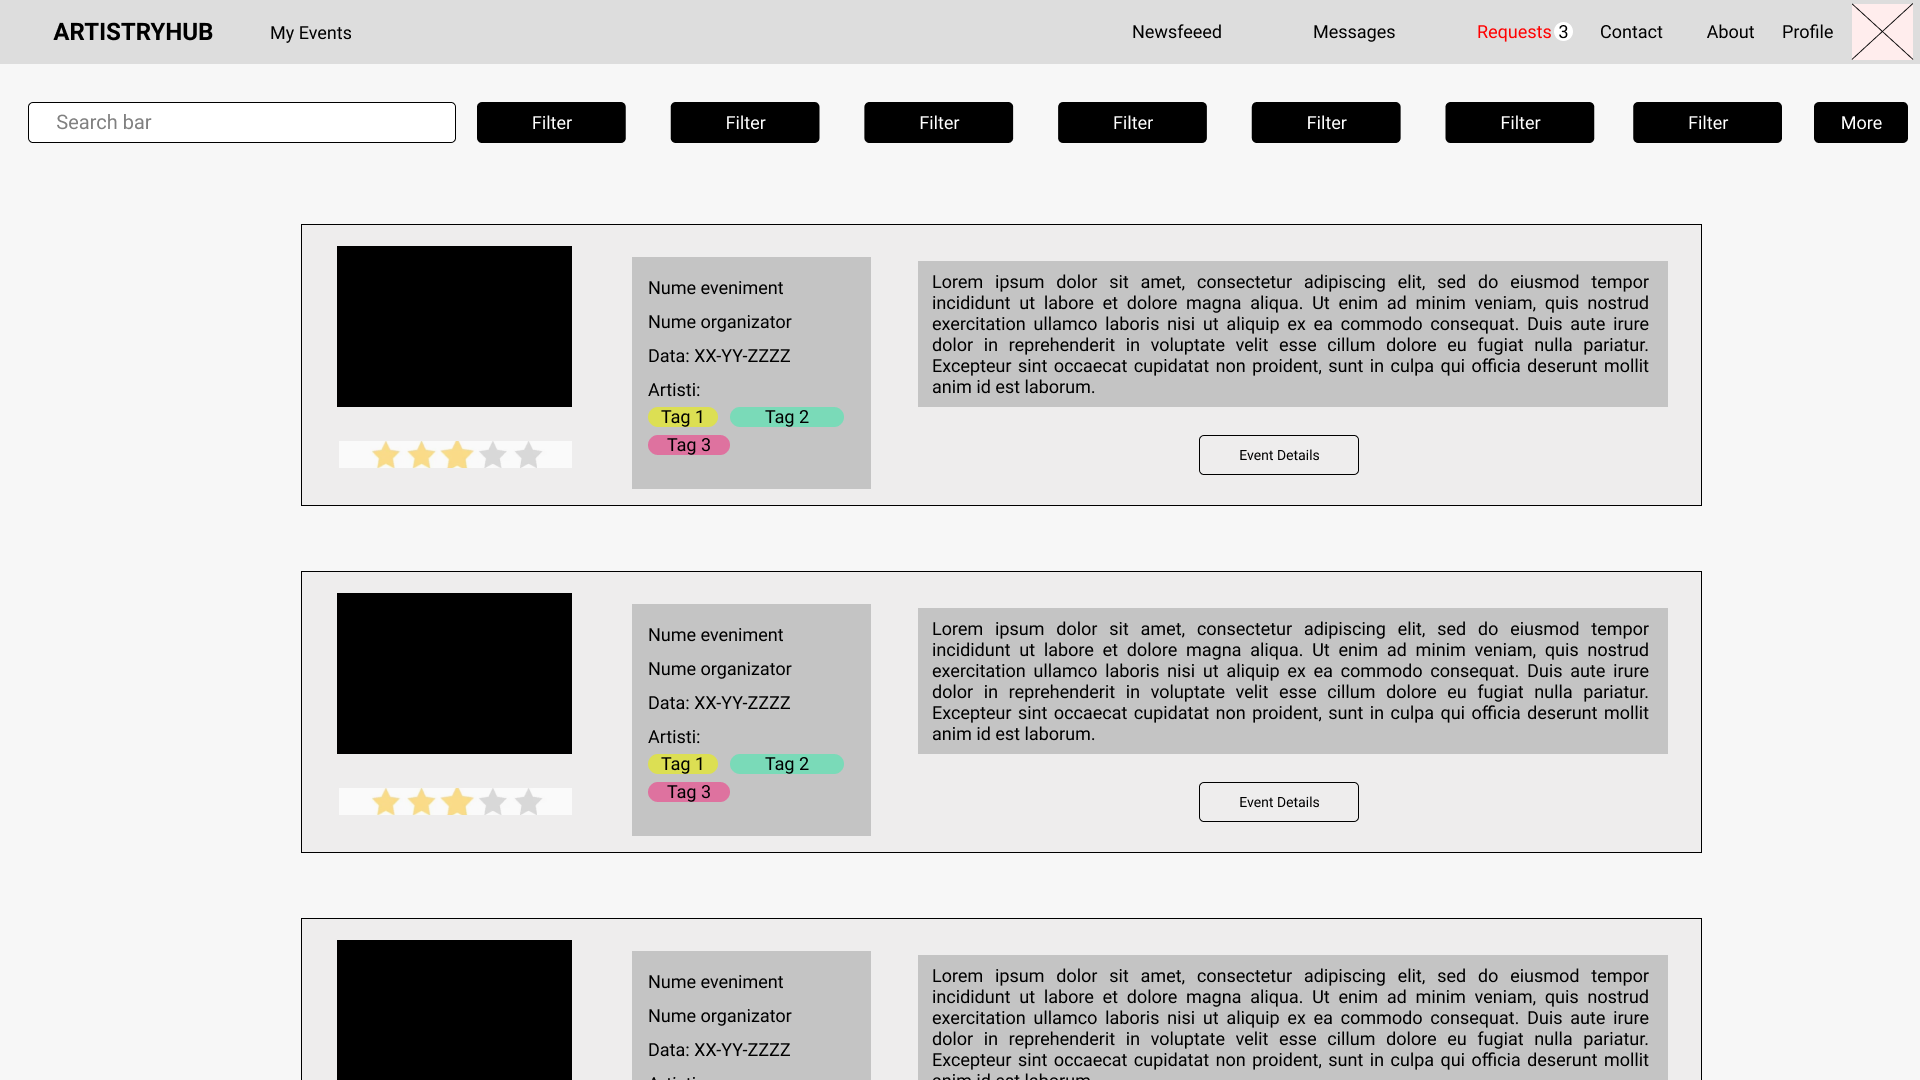 ARTISTRYHUB My Events Newsfeeed Messages Requests 3 Contact About Profile
Search bar Filter Filter Filter Filter Filter Filter Filter More
Nume eveniment
Nume organizator
Data: XX-YY-ZZZZ
Artisti:
Tag 1 Tag 2
Tag 3
Lorem ipsum dolor sit amet, consectetur adipiscing elit, sed do eiusmod tempor
incididunt ut labore et dolore magna aliqua. Ut enim ad minim veniam, quis nostrud
exercitation ullamco laboris nisi ut aliquip ex ea commodo consequat. Duis aute irure
dolor in reprehenderit in voluptate velit esse cillum dolore eu fugiat nulla pariatur.
Excepteur sint occaecat cupidatat non proident, sunt in culpa qui officia deserunt mollit
anim id est laborum.
Event Details
Nume eveniment
Nume organizator
Data: XX-YY-ZZZZ
Artisti:
Tag 1 Tag 2
Tag 3
Lorem ipsum dolor sit amet, consectetur adipiscing elit, sed do eiusmod tempor
incididunt ut labore et dolore magna aliqua. Ut enim ad minim veniam, quis nostrud
exercitation ullamco laboris nisi ut aliquip ex ea commodo consequat. Duis aute irure
dolor in reprehenderit in voluptate velit esse cillum dolore eu fugiat nulla pariatur.
Excepteur sint occaecat cupidatat non proident, sunt in culpa qui officia deserunt mollit
anim id est laborum.
Event Details
Nume eveniment
Nume organizator
Data: XX-YY-ZZZZ
Lorem ipsum dolor sit amet, consectetur adipiscing elit, sed do eiusmod tempor
incididunt ut labore et dolore magna aliqua. Ut enim ad minim veniam, quis nostrud
exercitation ullamco laboris nisi ut aliquip ex ea commodo consequat. Duis aute irure
dolor in reprehenderit in voluptate velit esse cillum dolore eu fugiat nulla pariatur.
Excepteur sint occaecat cupidatat non proident, sunt in culpa qui officia deserunt mollit